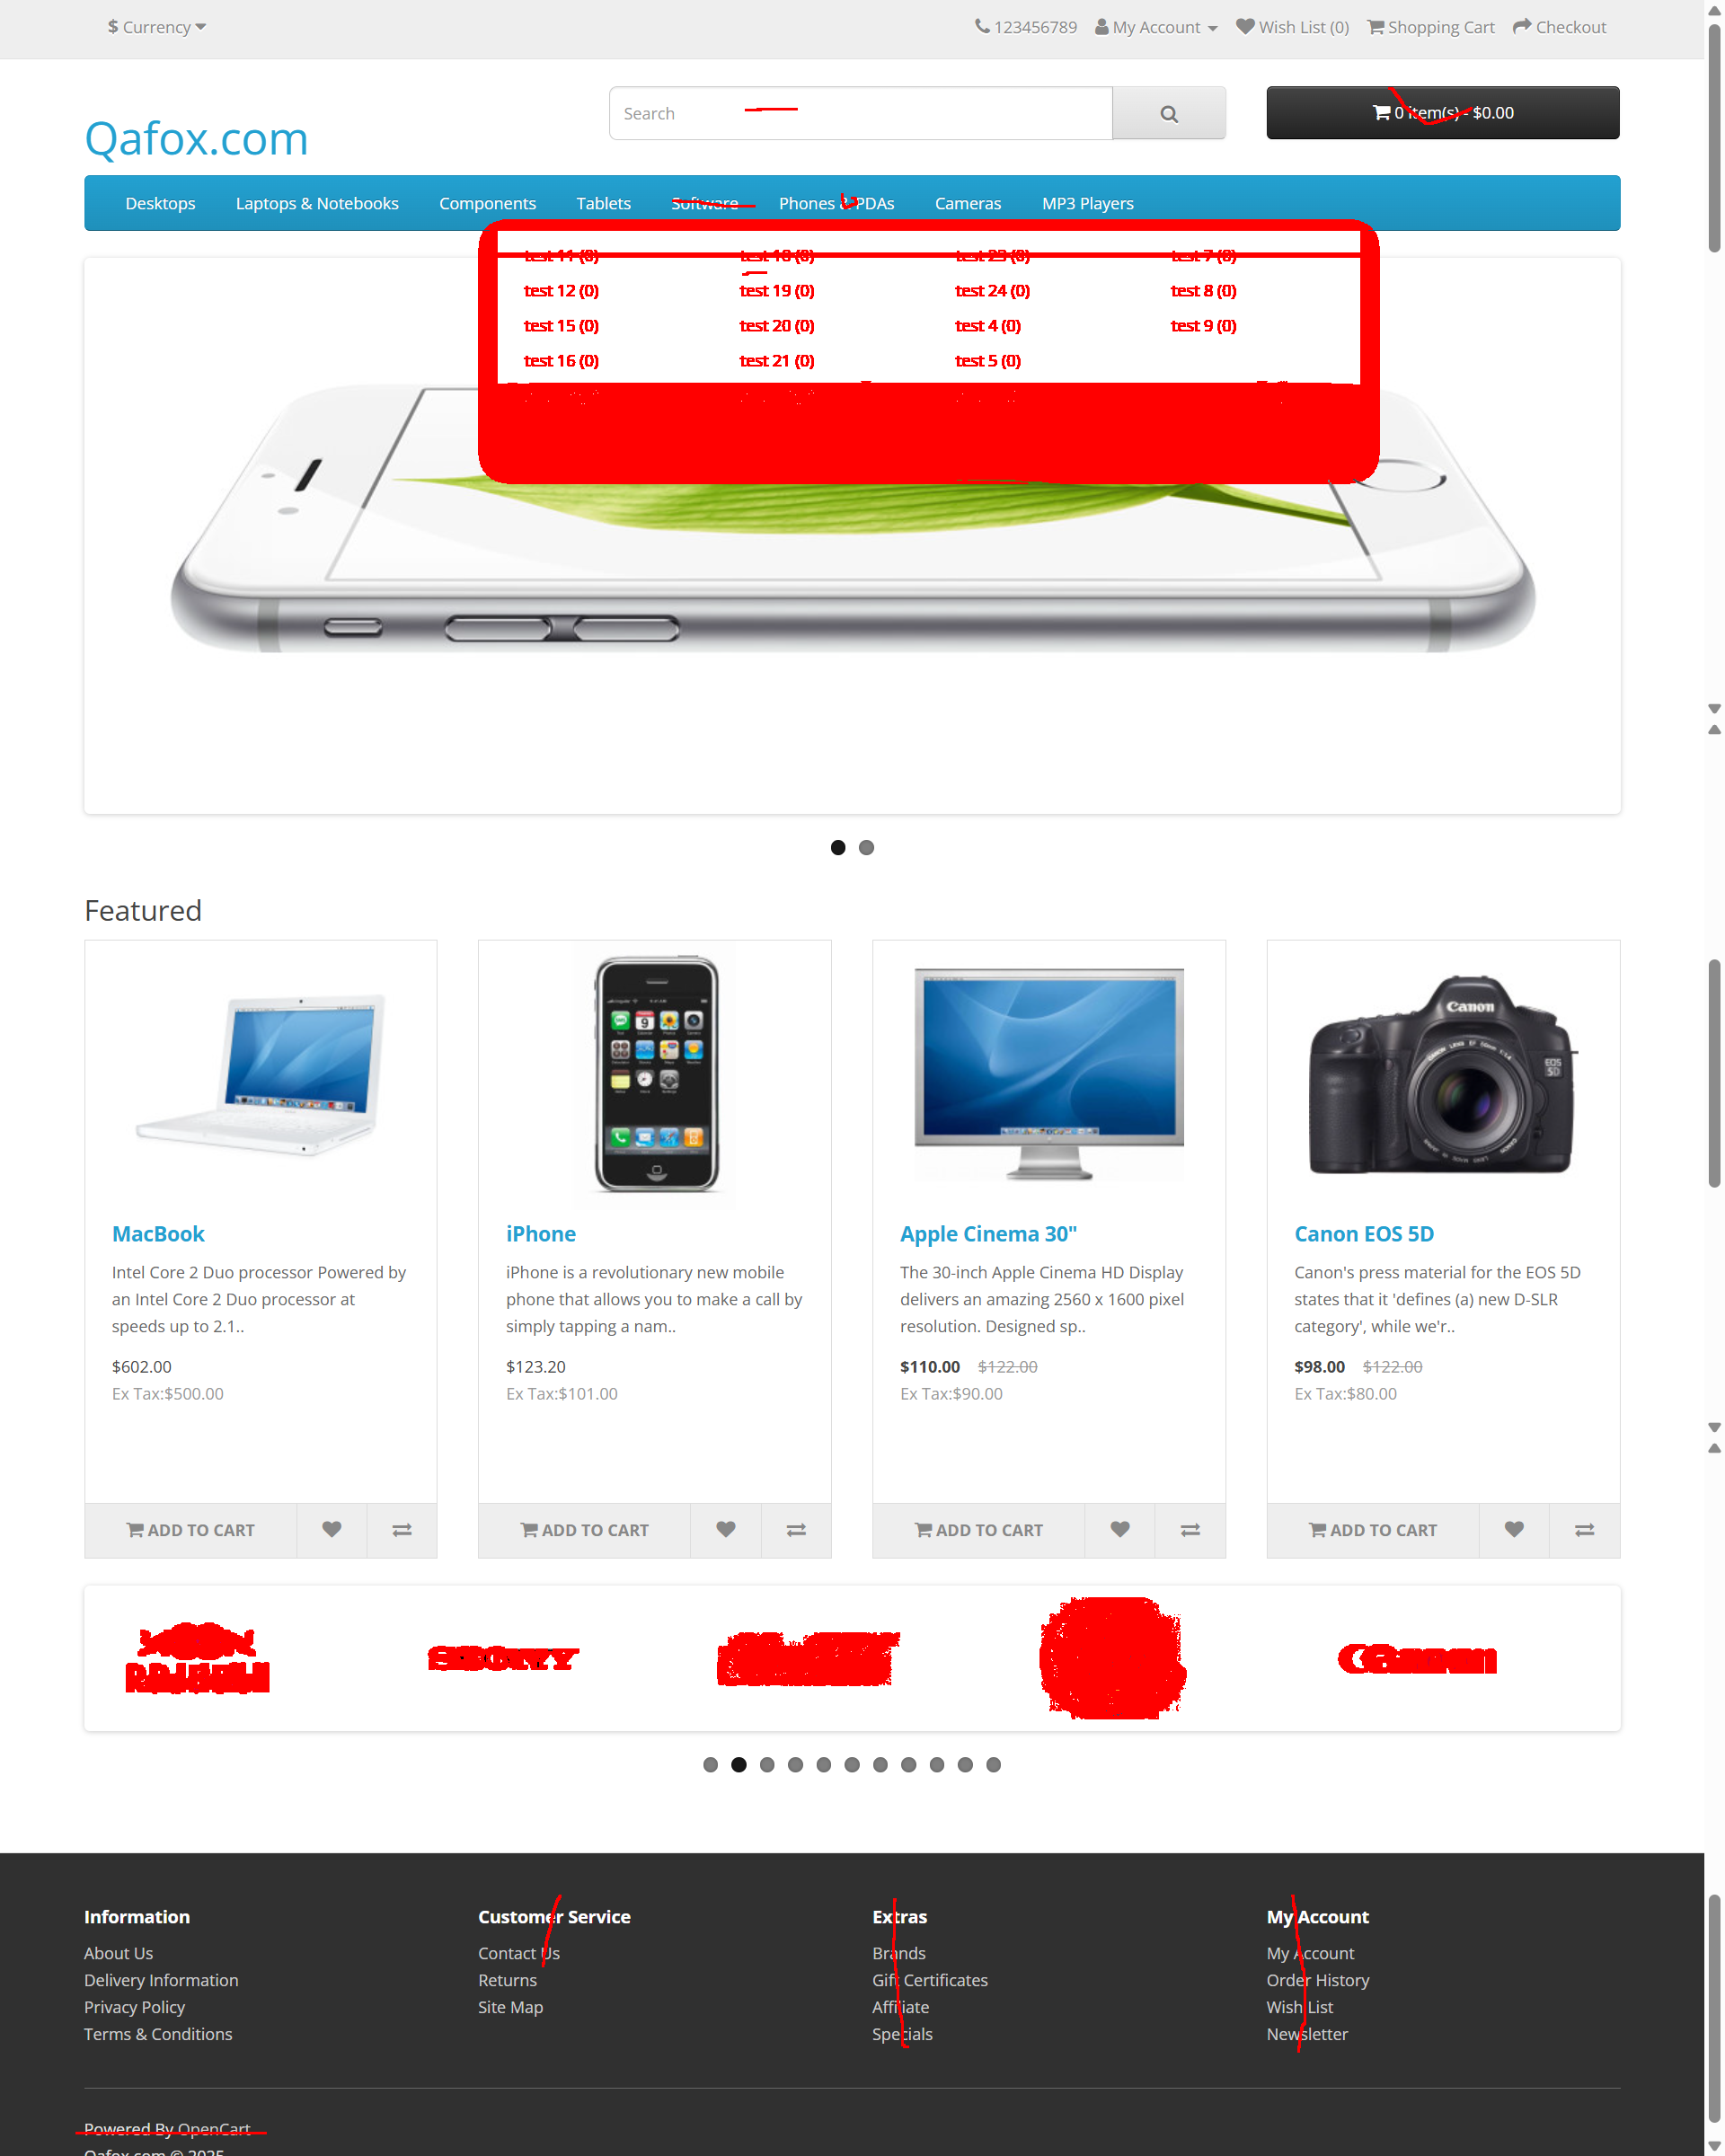 $ Currency
123456789 My Account Wish List (0) Shopping Cart Checkout
Qafox.com
Search
0 item(s) - $0.00
Desktops Laptops & Notebooks Components Tablets Software Phones & PDAs Cameras MP3 Players
test 11 (0) test 18 (0) test 23 (0) test 7 (0)
test 12 (0) test 19 (0) test 24 (0) test 8 (0)
test 15 (0) test 20 (0) test 4 (0) test 9 (0)
test 16 (0) test 21 (0) test 5 (0)
Featured
Canon
EOS
5D
MacBook
Intel Core 2 Duo processor Powered by
an Intel Core 2 Duo processor at
speeds up to 2.1..
$602.00
Ex Tax:$500.00
ADD TO CART
iPhone
iPhone is a revolutionary new mobile
phone that allows you to make a call by
simply tapping a nam..
$123.20
Ex Tax:$101.00
ADD TO CART
Apple Cinema 30"
The 30-inch Apple Cinema HD Display
delivers an amazing 2560 x 1600 pixel
resolution. Designed sp..
$110.00 $122.00
Ex Tax:$90.00
ADD TO CART
Canon EOS 5D
Canon's press material for the EOS 5D
states that it 'defines (a) new D-SLR
category', while we'r..
$98.00 $122.00
Ex Tax:$80.00
ADD TO CART
Information
About Us
Delivery Information
Privacy Policy
Terms & Conditions
Customer Service
Contact Us
Returns
Site Map
Extras
Brands
Gift Certificates
Affiliate
Specials
My Account
My Account
Order History
Wish List
Newsletter
Powered By OpenCart
Qafox.com © 2025